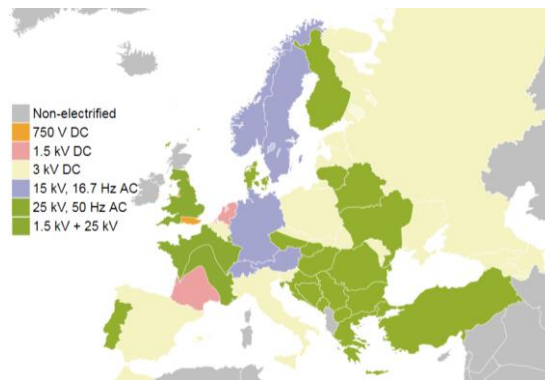 Non-electrified
750 V DC
1.5 kV DC
3 kV DC
15 kV, 16.7 Hz AC
25 kV, 50 Hz AC
1.5 kV + 25 kV